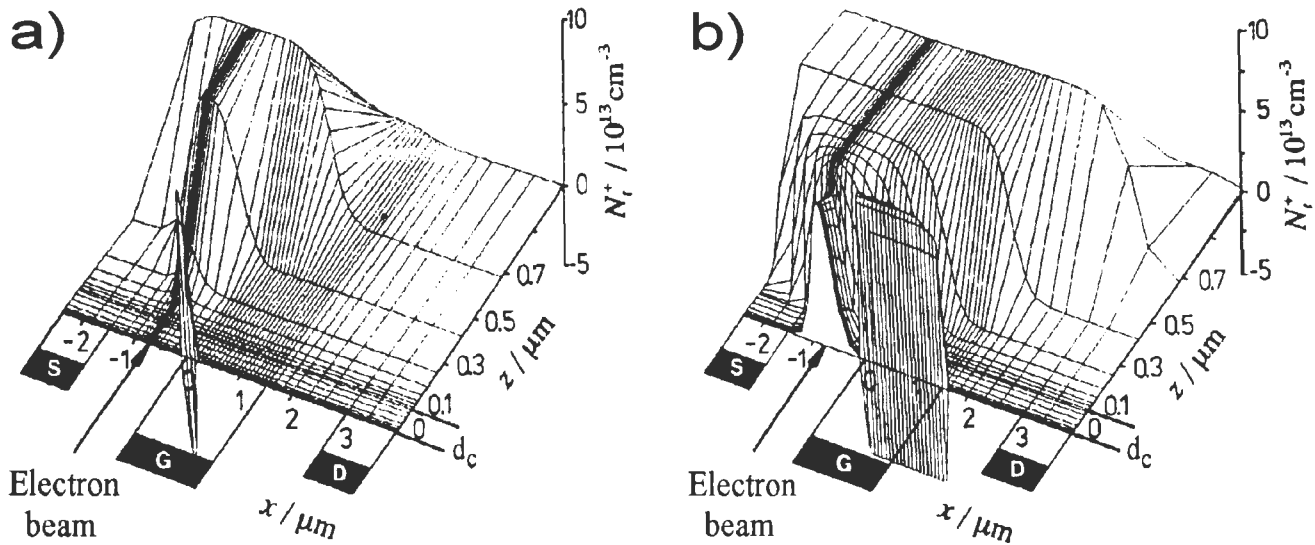 a)
10
5
0
-5
N_t^+ / 10^13 cm^-3
0.7
0.5
0.3
0.1
0
d_c
z / μm
-2
-1
0
1
2
3
x / μm
S
G
D
Electron
beam
b)
10
5
0
-5
N_t^+ / 10^13 cm^-3
0.7
0.5
0.3
0.1
0
d_c
z / μm
-2
-1
0
1
2
3
x / μm
S
G
D
Electron
beam